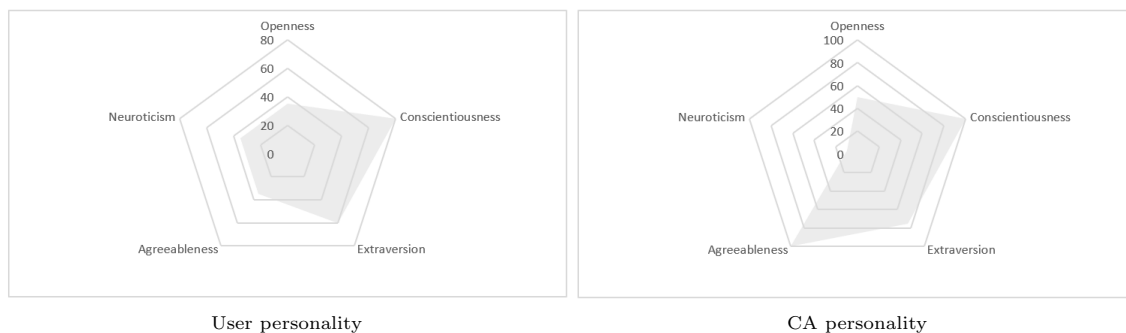 Openness
80
60
40
20
0
Neuroticism
Conscientiousness
Agreeableness
Extraversion
User personality
Openness
100
80
60
40
20
0
Neuroticism
Conscientiousness
Agreeableness
Extraversion
CA personality